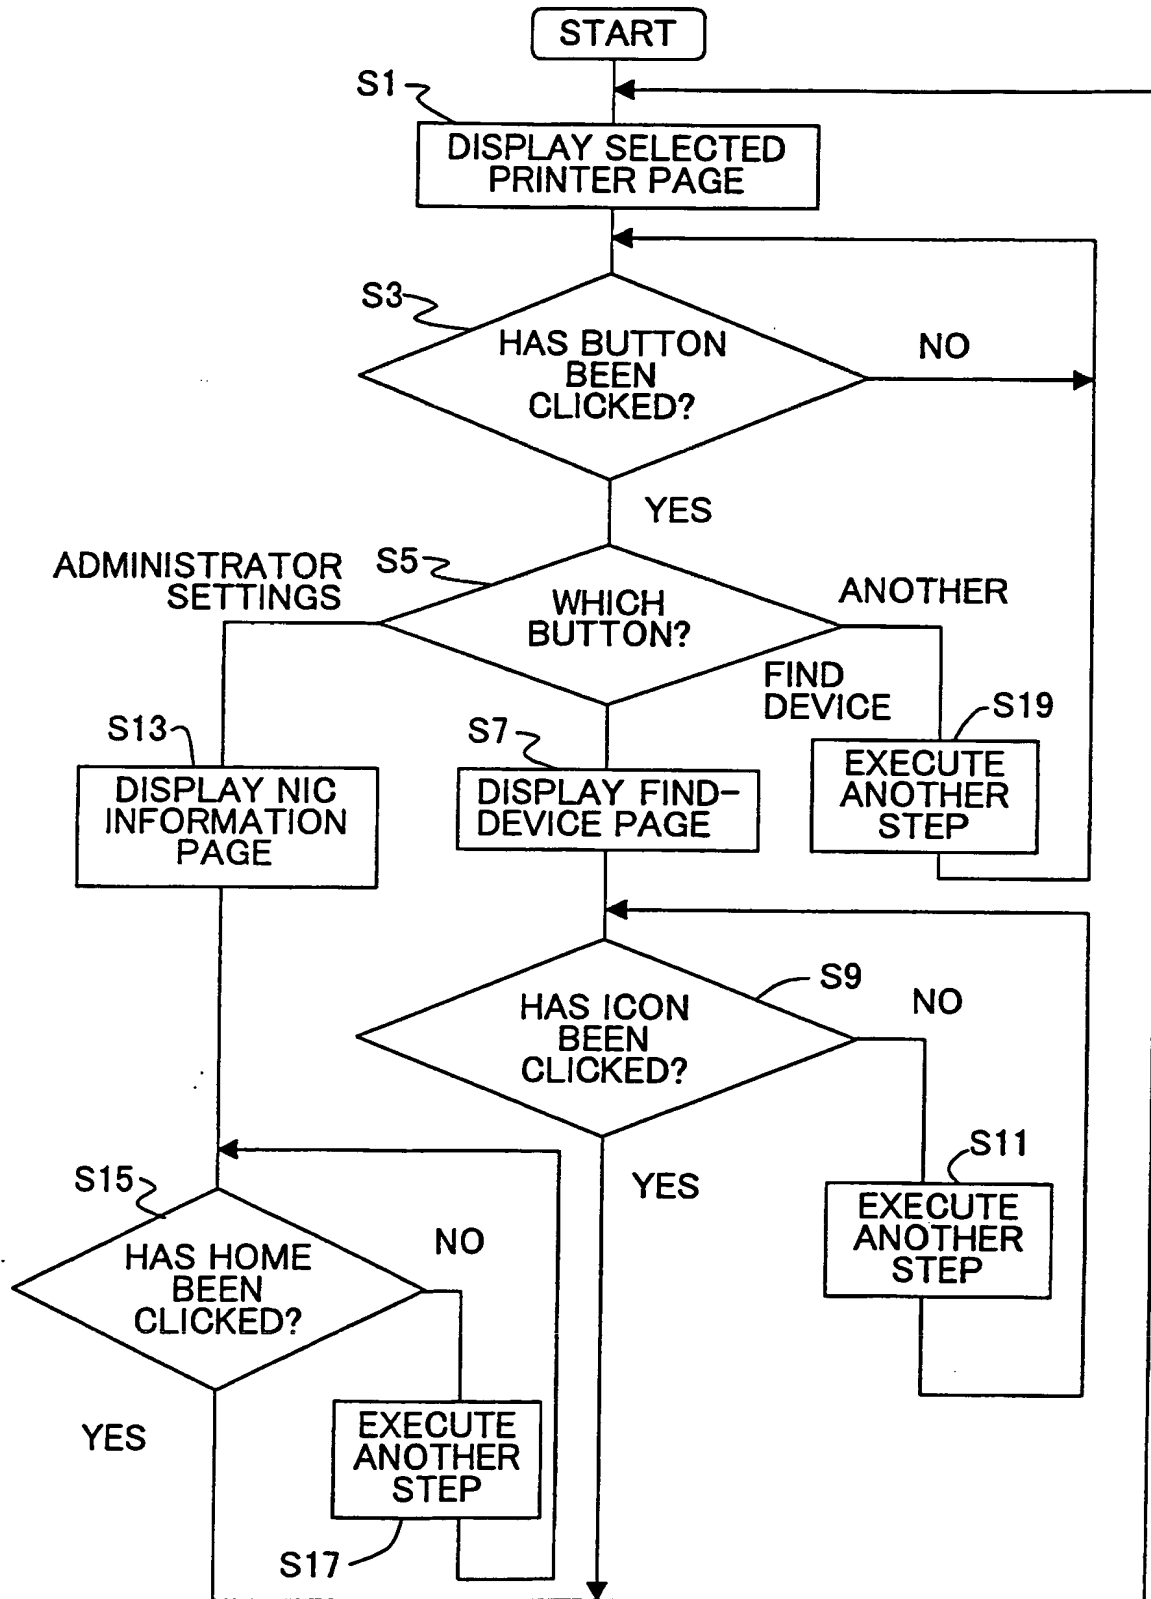 START
S1
DISPLAY SELECTED
PRINTER PAGE
S3
HAS BUTTON
BEEN
CLICKED?
NO
YES
ADMINISTRATOR
SETTINGS
S5
WHICH
BUTTON?
ANOTHER
FIND
DEVICE
S13
DISPLAY NIC
INFORMATION
PAGE
S7
DISPLAY FIND-
DEVICE PAGE
S19
EXECUTE
ANOTHER
STEP
S9
HAS ICON
BEEN
CLICKED?
NO
YES
S11
EXECUTE
ANOTHER
STEP
S15
HAS HOME
BEEN
CLICKED?
NO
YES
EXECUTE
ANOTHER
STEP
S17